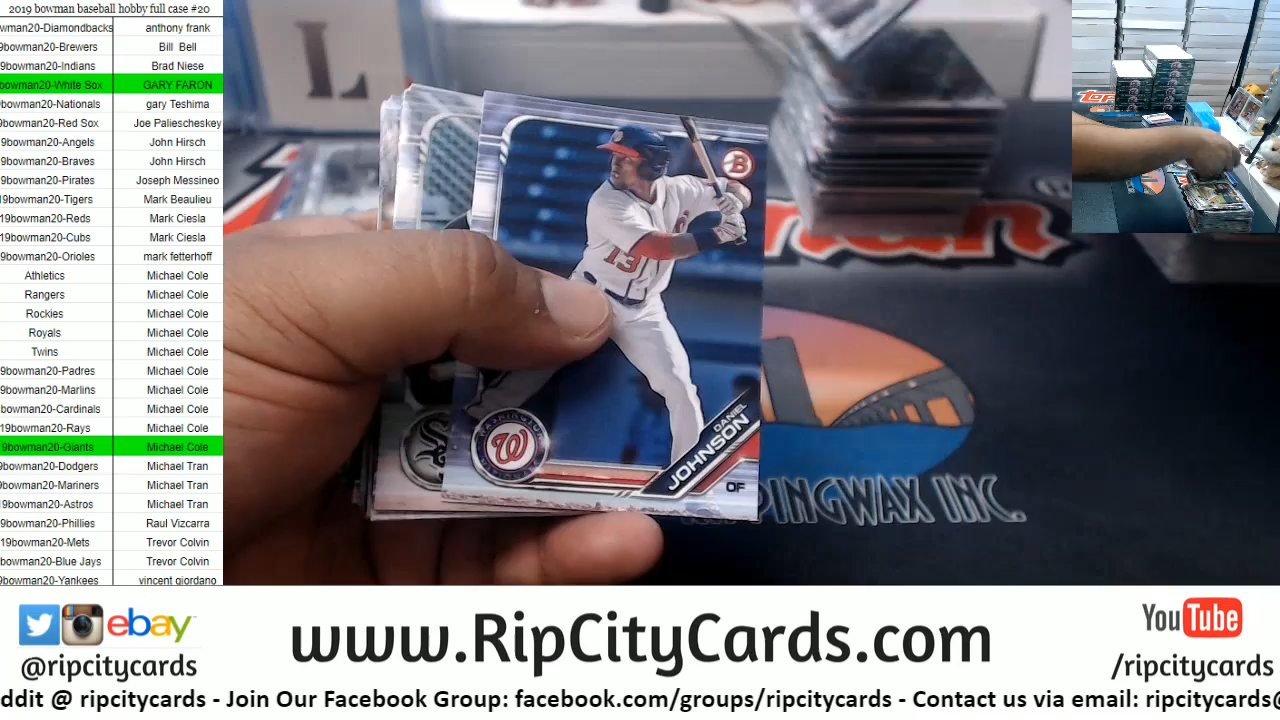 2019 bowman baseball hobby full case #20
wman20-Diamondbacks anthony frank
9bowman20-Brewers Bill Bell
9bowman20-Indians Brad Niese
bowman20-White Sox GARY FARON
bowman20-Nationals gary Teshima
bowman20-Red Sox Joe Paliescheskey
9bowman20-Angels John Hirsch
9bowman20-Braves John Hirsch
9bowman20-Pirates Joseph Messineo
19bowman20-Tigers Mark Beaulieu
19bowman20-Reds Mark Ciesla
19bowman20-Cubs Mark Ciesla
9bowman20-Orioles mark fetterhoff
Athletics Michael Cole
Rangers Michael Cole
Rockies Michael Cole
Royals Michael Cole
Twins Michael Cole
9bowman20-Padres Michael Cole
9bowman20-Marlins Michael Cole
bowman20-Cardinals Michael Cole
19bowman20-Rays Michael Cole
9bowman20-Giants Michael Cole
9bowman20-Dodgers Michael Tran
9bowman20-Mariners Michael Tran
9bowman20-Astros Michael Tran
9bowman20-Phillies Raul Vizcarra
19bowman20-Mets Trevor Colvin
bowman20-Blue Jays Trevor Colvin
9bowman20-Yankees vincent giordano
L
B
13
W
DANIEL
JOHNSON
OF
PINGWAX INC.
ebay
@ripcitycards
www.RipCityCards.com
YouTube
/ripcitycards
ddit @ ripcitycards - Join Our Facebook Group: facebook.com/groups/ripcitycards - Contact us via email: ripcitycards@